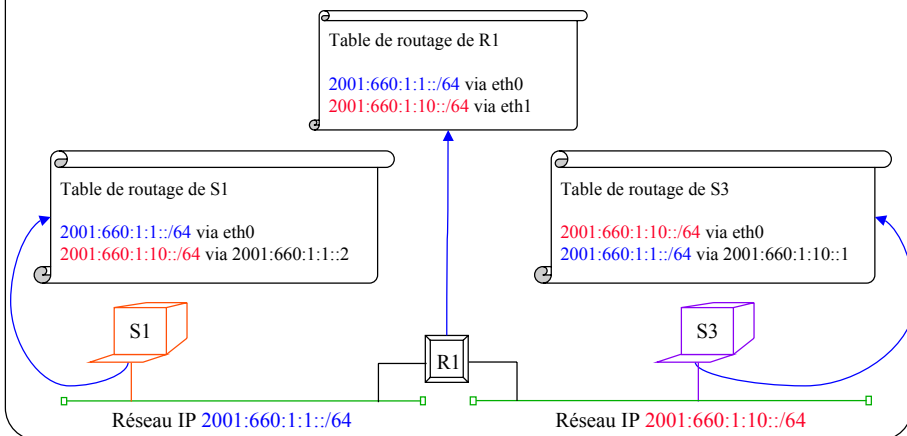 Table de routage de R1
2001:660:1:1::/64 via eth0
2001:660:1:10::/64 via eth1
Table de routage de S1
2001:660:1:1::/64 via eth0
2001:660:1:10::/64 via 2001:660:1:1::2
Table de routage de S3
2001:660:1:10::/64 via eth0
2001:660:1:1::/64 via 2001:660:1:10::1
S1
R1
S3
Réseau IP 2001:660:1:1::/64
Réseau IP 2001:660:1:10::/64